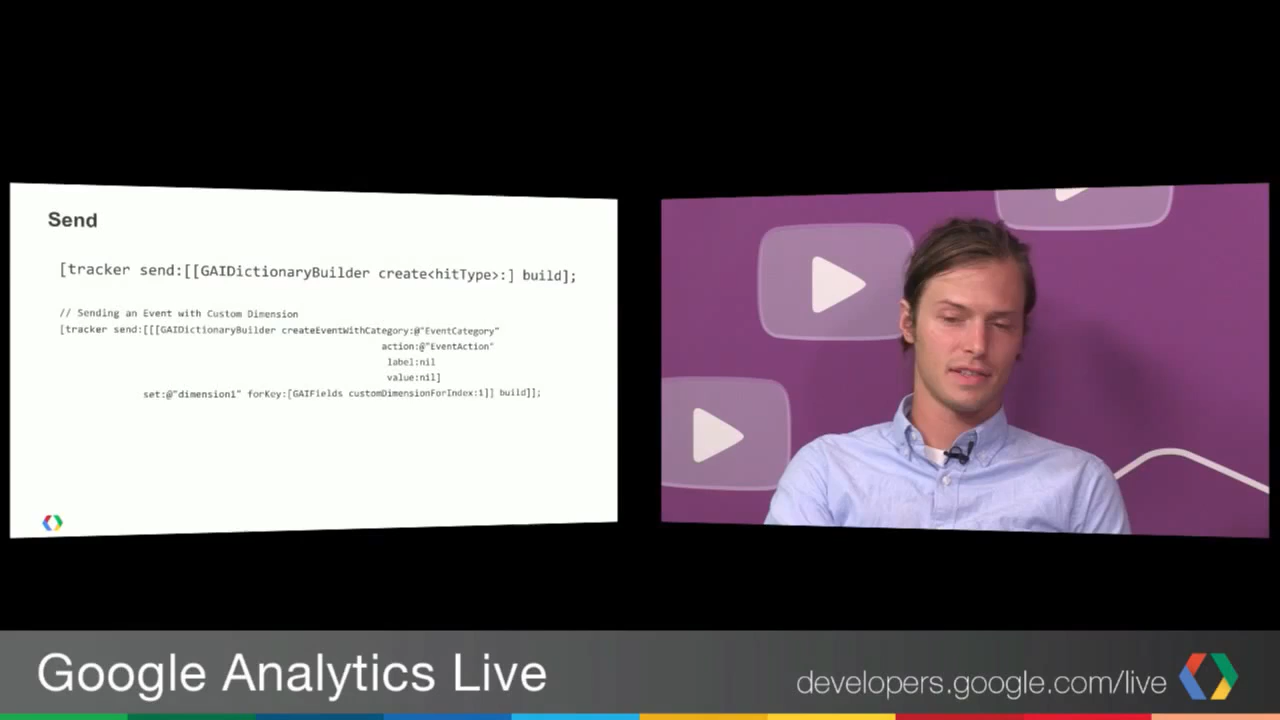 Send
[tracker send:[[GAIDictionaryBuilder create<hitType>:] build];
// Sending an Event with Custom Dimension
[tracker send:[[[GAIDictionaryBuilder createEventWithCategory:@"EventCategory"
action:@"EventAction"
label:nil
value:nil]
set:@"dimension1" forKey:[GAIFields customDimensionForIndex:1]] build]];
Google Analytics Live
developers.google.com/live